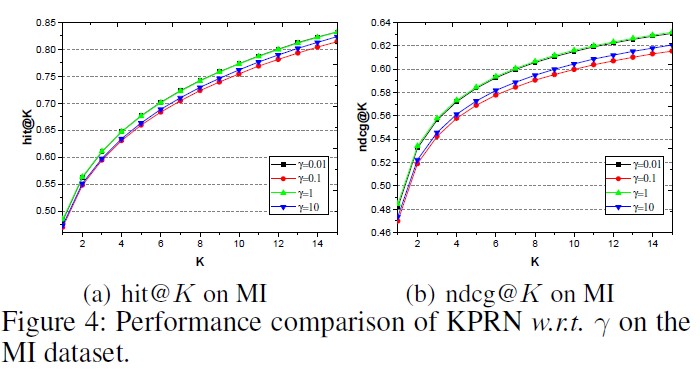 0.85
0.80
0.75
0.70
0.65
0.60
0.55
0.50
hit@K
2 4 6 8 10 12 14
K
γ=0.01
γ=0.1
γ=1
γ=10
0.64
0.62
0.60
0.58
0.56
0.54
0.52
0.50
0.48
0.46
ndcg@K
2 4 6 8 10 12 14
K
γ=0.01
γ=0.1
γ=1
γ=10
(a) hit@K on MI
(b) ndcg@K on MI
Figure 4: Performance comparison of KPRN w.r.t. γ on the
MI dataset.